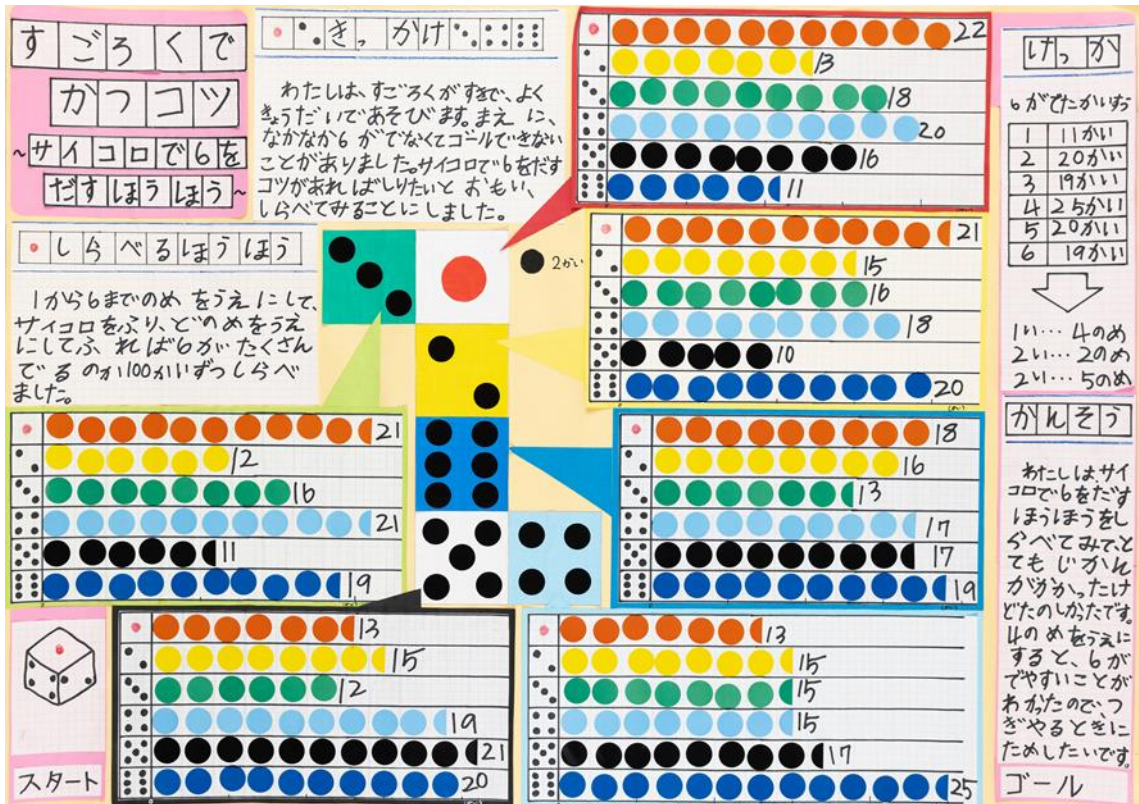 すごろくで
かつコツ
~サイコロで6を
だすほうほう~
きっかけ
わたしは、すごろくがすきで、よく
きょうだいであそびます。まえ に、
なかなか6 がでなくてゴールできない
ことがありました。サイコロで6をだす
コツがあればしりたいと おもい、
しらべてみることにしました。
しらべるほうほう
1から6までのめ をうえ にして、
サイコロをふり、どのめをうえ
にしてふ れば6が たくさん
でる のか100かいずつしらべ
ました。
22
13
18
20
16
11
2かい
21
15
16
18
10
20
21
12
16
21
11
19
18
16
13
17
17
19
13
15
12
19
21
20
13
15
15
15
17
25
スタート
けっか
6がでたかいすう
1 11かい
2 20かい
3 19かい
4 25かい
5 20かい
6 19かい
1い… 4のめ
2い… 2のめ
2い… 5のめ
かんそう
わたしは、サイ
コロで6をだす
ほうほうをし
らべてみて、と
ても じかん
がかかったけ
どたのしかたです。
4のめをうえに
すると、6が
でやすいことが
わかったので、つ
ぎやるときに
ためしたいです。
ゴール